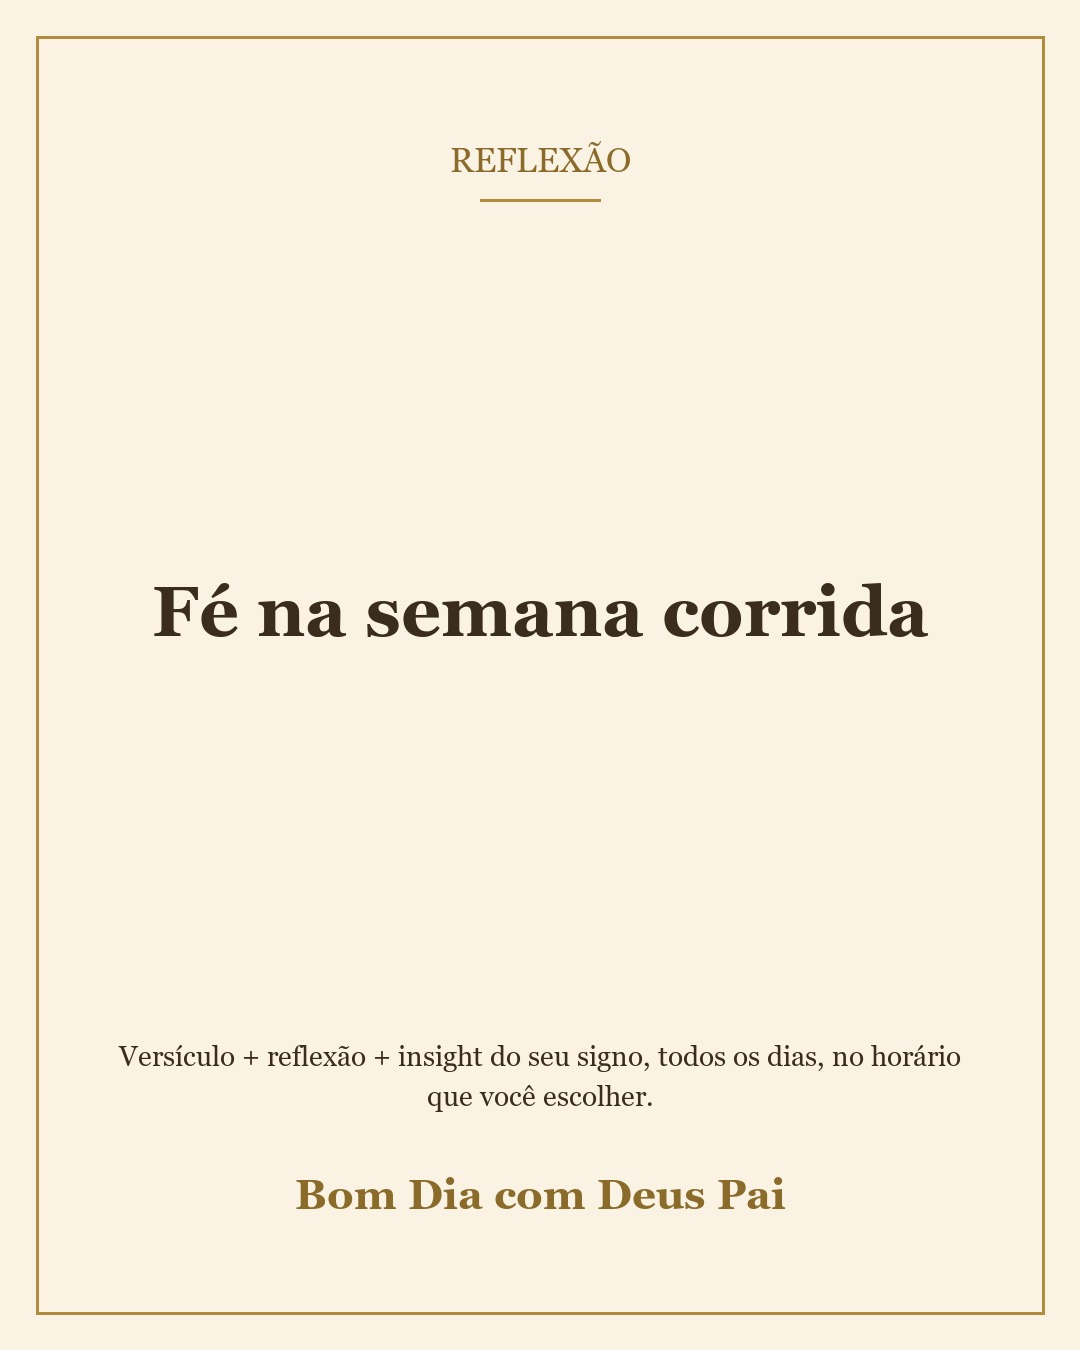 REFLEXÃO
Fé na semana corrida
Versículo + reflexão + insight do seu signo, todos os dias, no horário
que você escolher.
Bom Dia com Deus Pai